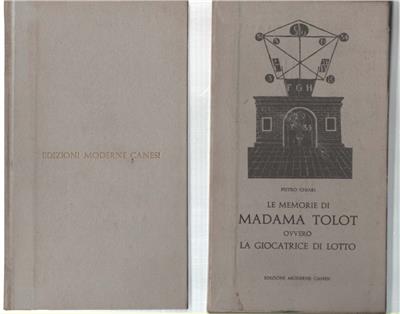 EDIZIONI MODERNE CANESI
F G H
PIETRO CHIARI
LE MEMORIE DI
MADAMA TOLOT
OVVERO
LA GIOCATRICE DI LOTTO
EDIZIONI MODERNE CANESI